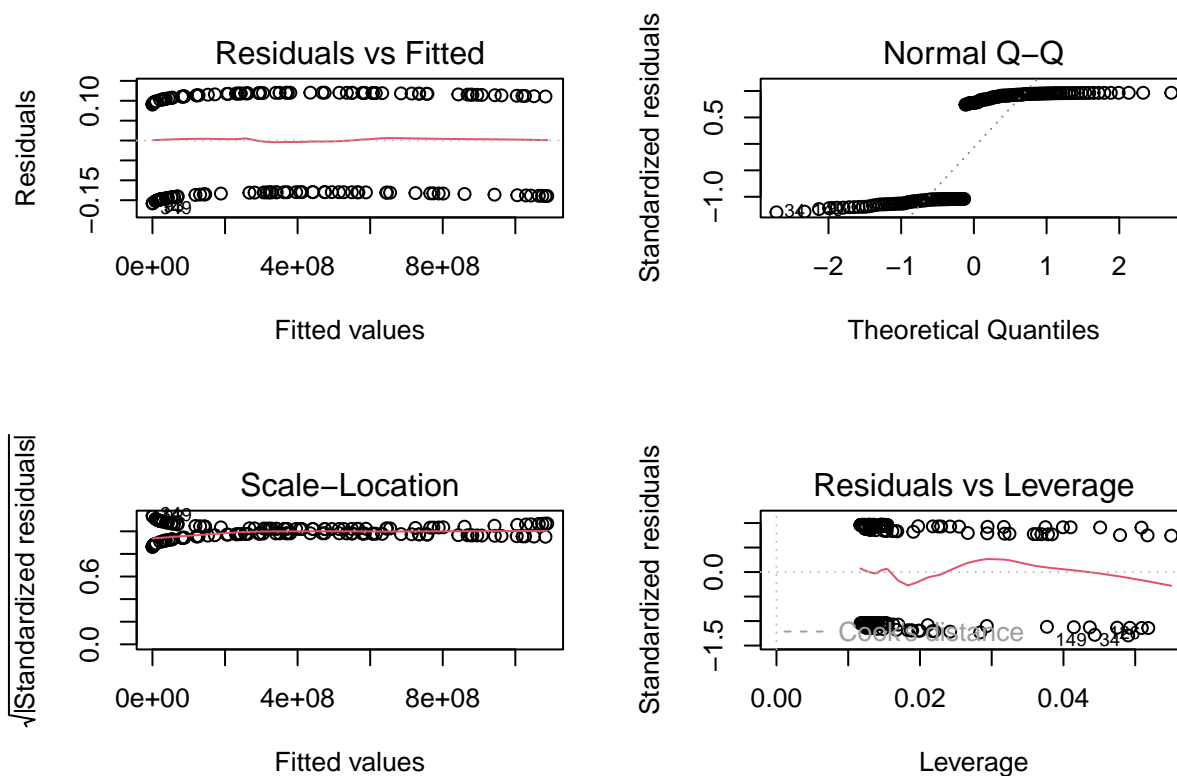 Residuals vs Fitted
Residuals
0.10
−0.15
349
0e+00 4e+08 8e+08
Fitted values
Normal Q−Q
Standardized residuals
0.5
−1.0
34
−2 −1 0 1 2
Theoretical Quantiles
Scale−Location
√|Standardized residuals|
0.6
0.0
349
0e+00 4e+08 8e+08
Fitted values
Residuals vs Leverage
Standardized residuals
0.0
−1.5
Cook's distance
149 34
0.00 0.02 0.04
Leverage